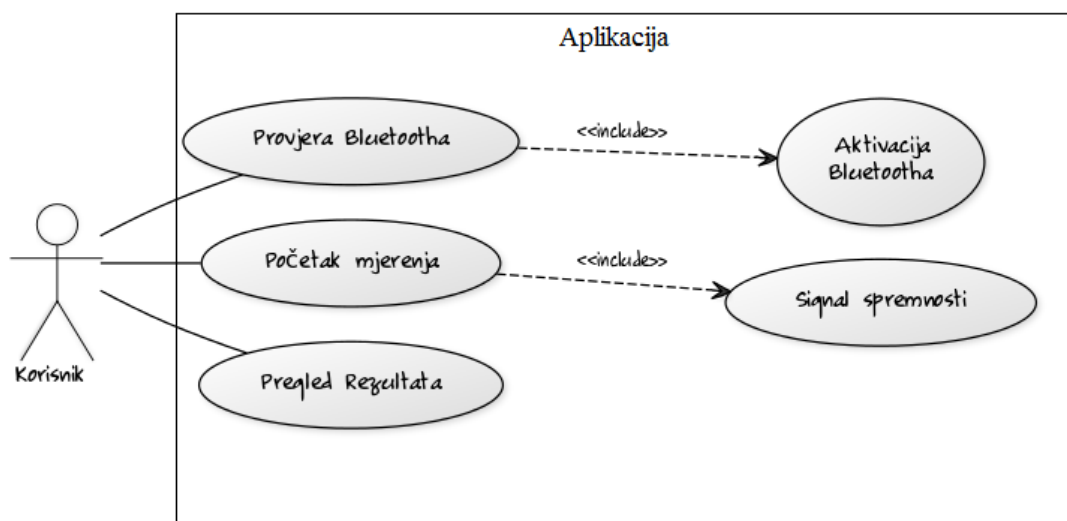 Aplikacija
Provjera Bluetootha
<<include>>
Aktivacija
Bluetootha
Početak mjerenja
<<include>>
Signal spremnosti
Pregled Rezultata
Korisnik